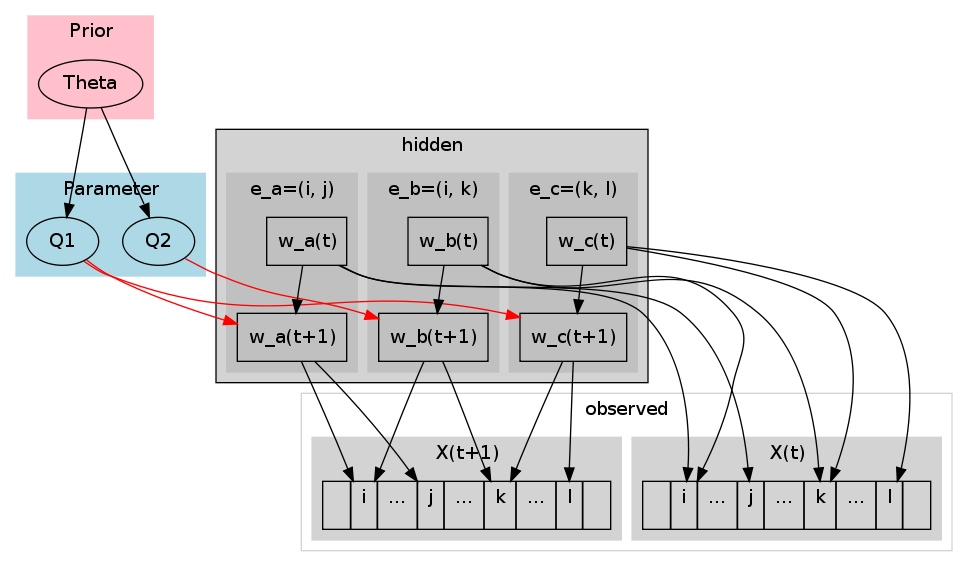 Prior
Theta
Parameter
Q1
Q2
hidden
e_a=(i, j)
e_b=(i, k)
e_c=(k, l)
w_a(t)
w_b(t)
w_c(t)
w_a(t+1)
w_b(t+1)
w_c(t+1)
observed
X(t+1)
X(t)
i ... j ... k ... l
i ... j ... k ... l